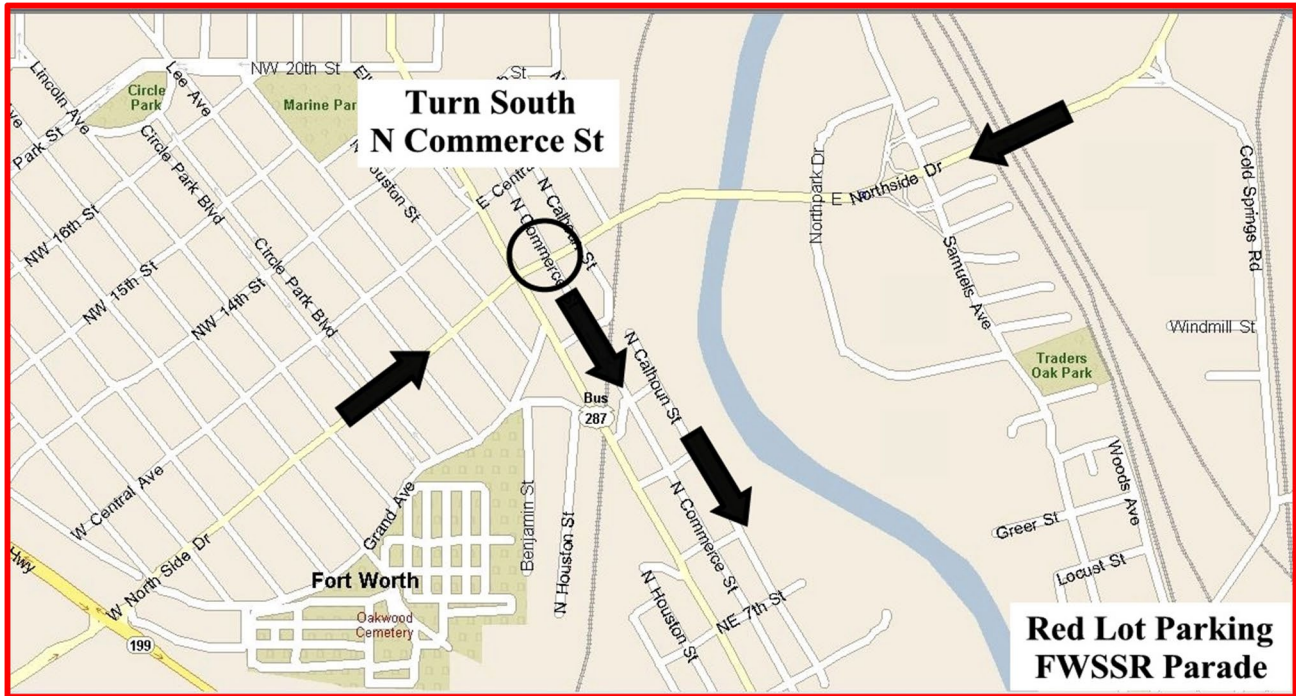 NW 20th St
Lincoln Ave
Lee Ave
Circle
Park
Marine Par
Turn South
N Commerce St
Park St
Circle Park Blvd
Houston St
E Centr
N Calhoun St
N Commerce
NW 16th St
NW 15th St
NW 14th St
Circle Park Blvd
Northpark Dr
E Northside Dr
Cold Springs Rd
Samuels Ave
Windmill St
Traders
Oak Park
N Calhoun St
Bus
287
W Central Ave
Grand Ave
Benjamin St
N Houston St
N Commerce St
Woods Ave
Greer St
Locust St
Hwy
W North Side Dr
Fort Worth
Oakwood
Cemetery
199
N Houston St
NE 7th St
Red Lot Parking
FWSSR Parade